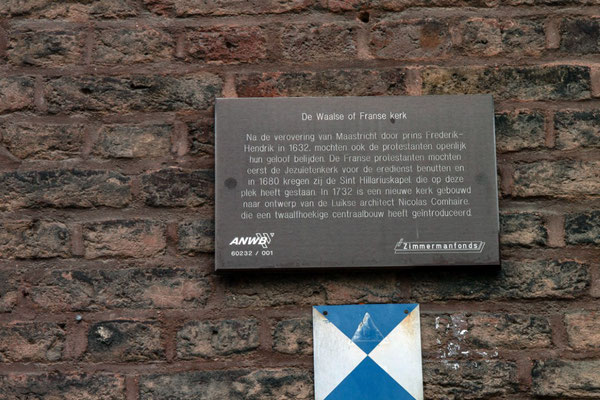 De Waalse of Franse kerk
Na de verovering van Maastricht door prins Frederik-
Hendrik in 1632, mochten ook de protestanten openlijk
hun geloof belijden. De Franse protestanten mochten
eerst de Jezuïetenkerk voor de eredienst benutten en
in 1680 kregen zij de Sint Hillariuskapel, die op deze
plek heeft gestaan. In 1732 is een nieuwe kerk gebouwd
naar ontwerp van de Luikse architect Nicolas Comhaire,
die een twaalfhoekige centraalbouw heeft geïntroduceerd.
ANWB
60232 / 001
Zimmermanfonds